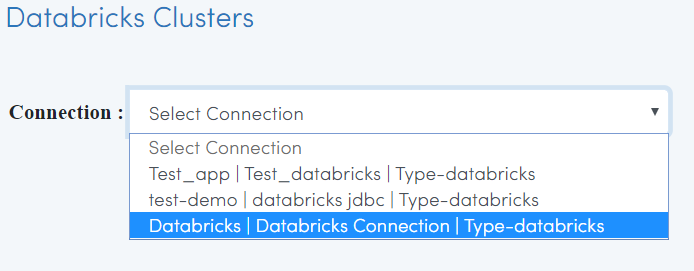 Databricks Clusters
Connection : Select Connection
Select Connection
Test_app | Test_databricks | Type-databricks
test-demo | databricks jdbc | Type-databricks
Databricks | Databricks Connection | Type-databricks